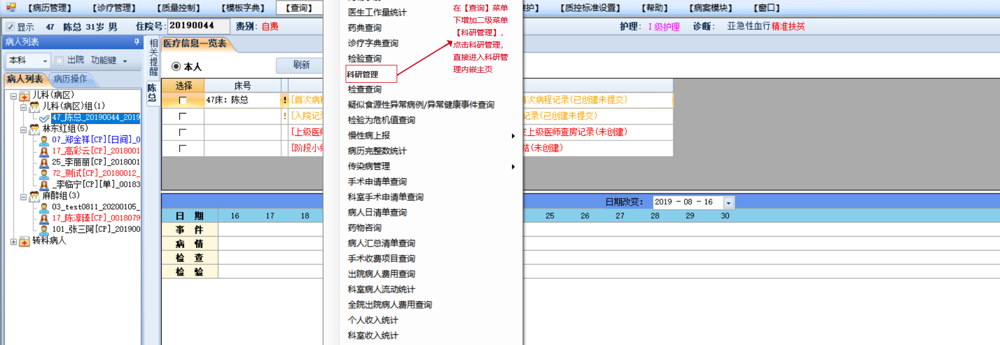 【病历管理】 【诊疗管理】 【质量控制】 【模板字典】 【查询】 护】 【质控标准设置】 【帮助】 【病案模块】 【窗口】
显示 47 陈总 31岁 男 住院号: 20190044 费别: 自费 护理: Ⅰ级护理 诊断: 亚急性血行精准扶贫
病人列表
本科 出院 功能键
病人列表 病历操作
儿科(病区)
儿科(病区)组(1)
47_陈总_20190044_2019
林东红组(5)
07_郑金祥[CP][日间]_0
17_高彩云[CP]_2018001
25_李丽丽[CP]_2018001
72_测试[CP]_20180012_
_李临宁[CP][单]_00183
麻醉组(3)
03_test0811_20200105_
17_陈淳臻[CP]_0018079
101_张三阿[CP]_201900
转科病人
相关提醒
陈总
医疗信息一览表
本人 刷新
选择 床号
47床: 陈总 ! [首次病程 首次病程记录(已创建未提交)
! [入院记录 记录(已创建未提交)
[上级医师 上级医师查房记录(未创建)
[阶段小结 结(未创建)
日期改变: 2019 - 08 - 16
日 期 16 17 18 25 26 27 28 29 30
事 件
病 情
检 查
检 验
医生工作量统计
药典查询
诊疗字典查询
检验查询
科研管理
检查查询
疑似食源性异常病例/异常健康事件查询
检验为危机值查询
慢性病上报
病历完整数统计
传染病管理
手术申请单查询
科室手术申请单查询
病人日清单查询
药物咨询
病人汇总清单查询
手术收费项目查询
出院病人费用查询
科室病人流动统计
全院出院病人费用查询
个人收入统计
科室收入统计
在【查询】菜单
下增加二级菜单
【科研管理】,
点击科研管理,
直接进入科研管
理内嵌主页